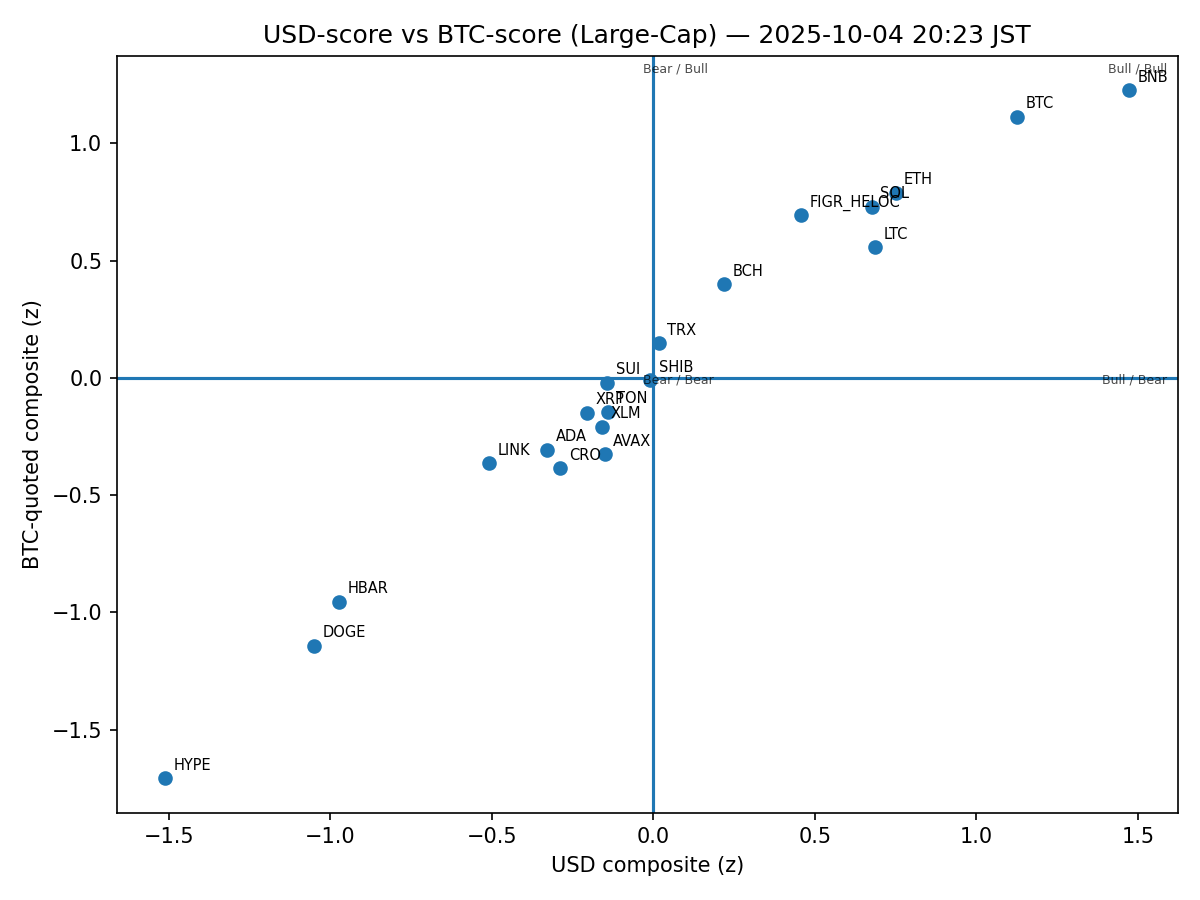 USD-score vs BTC-score (Large-Cap) — 2025-10-04 20:23 JST
Bear / Bull
Bull / Bull
BNB
BTC
ETH
SOL
FIGR_HELOC
LTC
BCH
TRX
SHIB
SUI
Bear / Bear
Bull / Bear
XRP
TON
XLM
ADA
AVAX
LINK
CRO
HBAR
DOGE
HYPE
1.0
0.5
0.0
−0.5
−1.0
−1.5
BTC-quoted composite (z)
−1.5
−1.0
−0.5
0.0
0.5
1.0
1.5
USD composite (z)